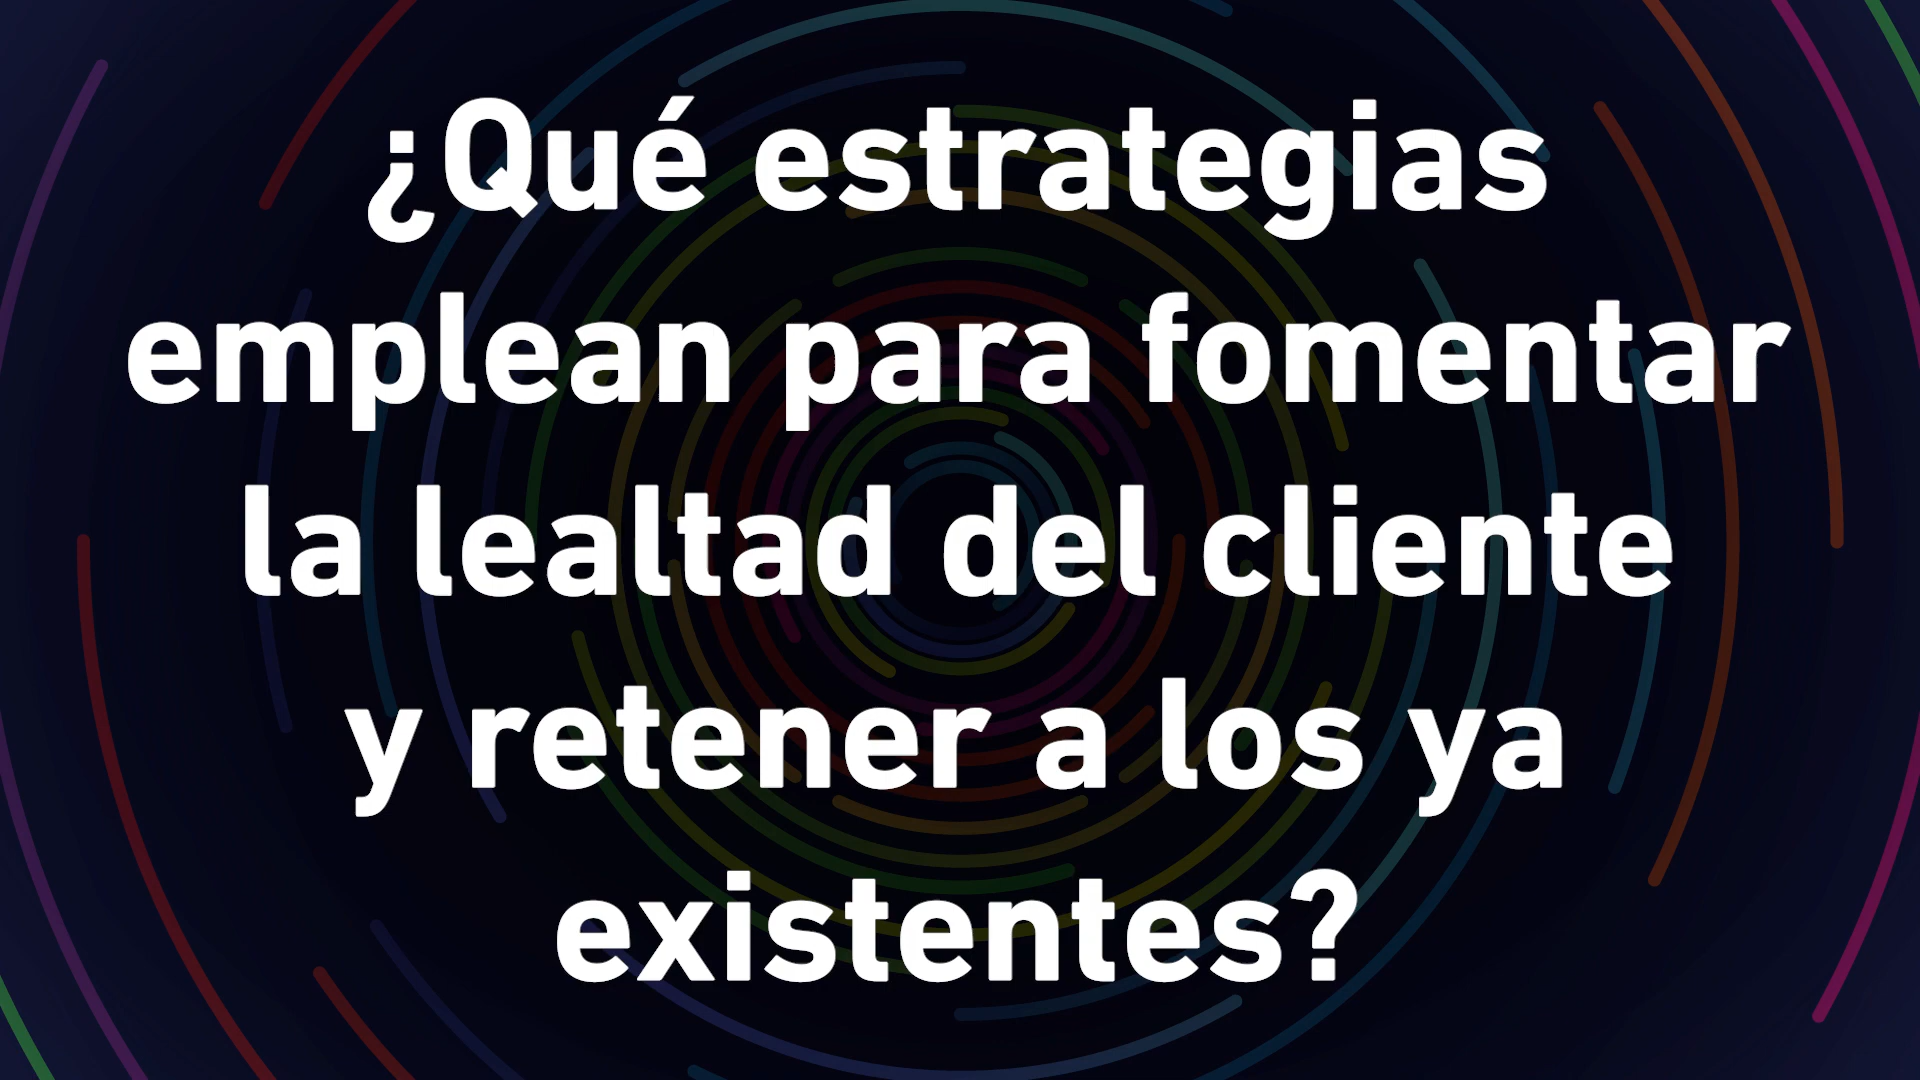 ¿Qué estrategias
emplean para fomentar
la lealtad del cliente
y retener a los ya
existentes?